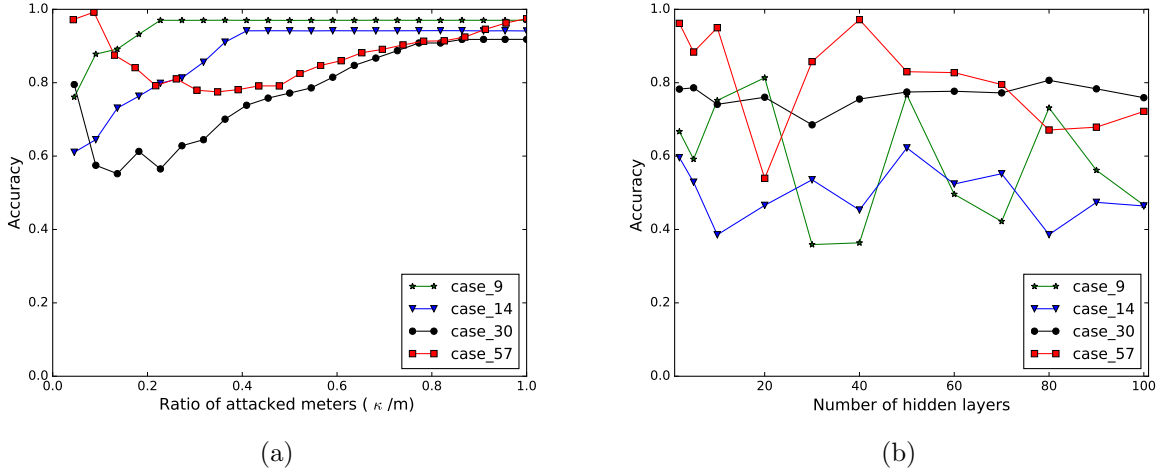 1.0
0.8
0.6
0.4
0.2
0.0
Accuracy
0.0 0.2 0.4 0.6 0.8 1.0
Ratio of attacked meters ( κ /m)
case_9
case_14
case_30
case_57
(a)
1.0
0.8
0.6
0.4
0.2
0.0
Accuracy
20 40 60 80 100
Number of hidden layers
case_9
case_14
case_30
case_57
(b)